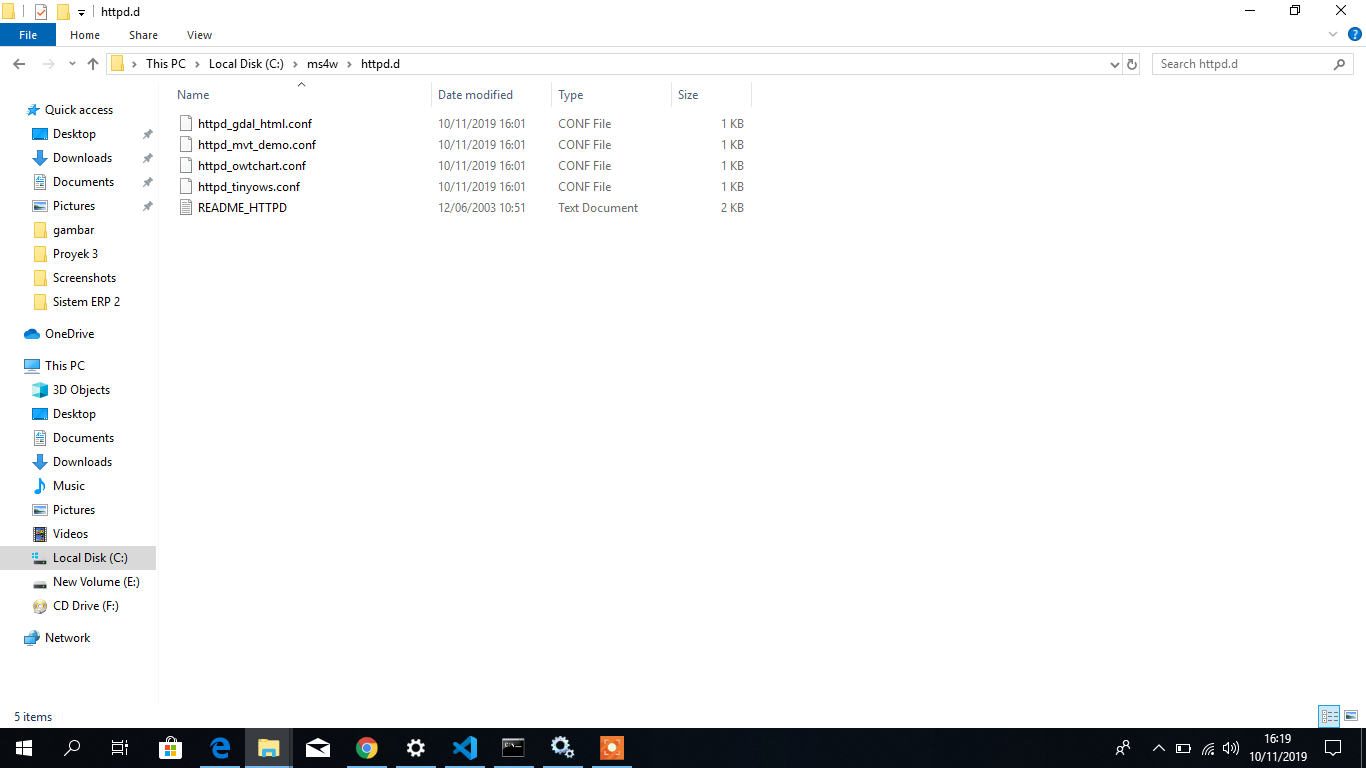 httpd.d
File Home Share View
This PC Local Disk (C:) ms4w httpd.d Search httpd.d
Name Date modified Type Size
httpd_gdal_html.conf 10/11/2019 16:01 CONF File 1 KB
httpd_mvt_demo.conf 10/11/2019 16:01 CONF File 1 KB
httpd_owtchart.conf 10/11/2019 16:01 CONF File 1 KB
httpd_tinyows.conf 10/11/2019 16:01 CONF File 1 KB
README_HTTPD 12/06/2003 10:51 Text Document 2 KB
Quick access
Desktop
Downloads
Documents
Pictures
gambar
Proyek 3
Screenshots
Sistem ERP 2
OneDrive
This PC
3D Objects
Desktop
Documents
Downloads
Music
Pictures
Videos
Local Disk (C:)
New Volume (E:)
CD Drive (F:)
Network
5 items
16:19
10/11/2019